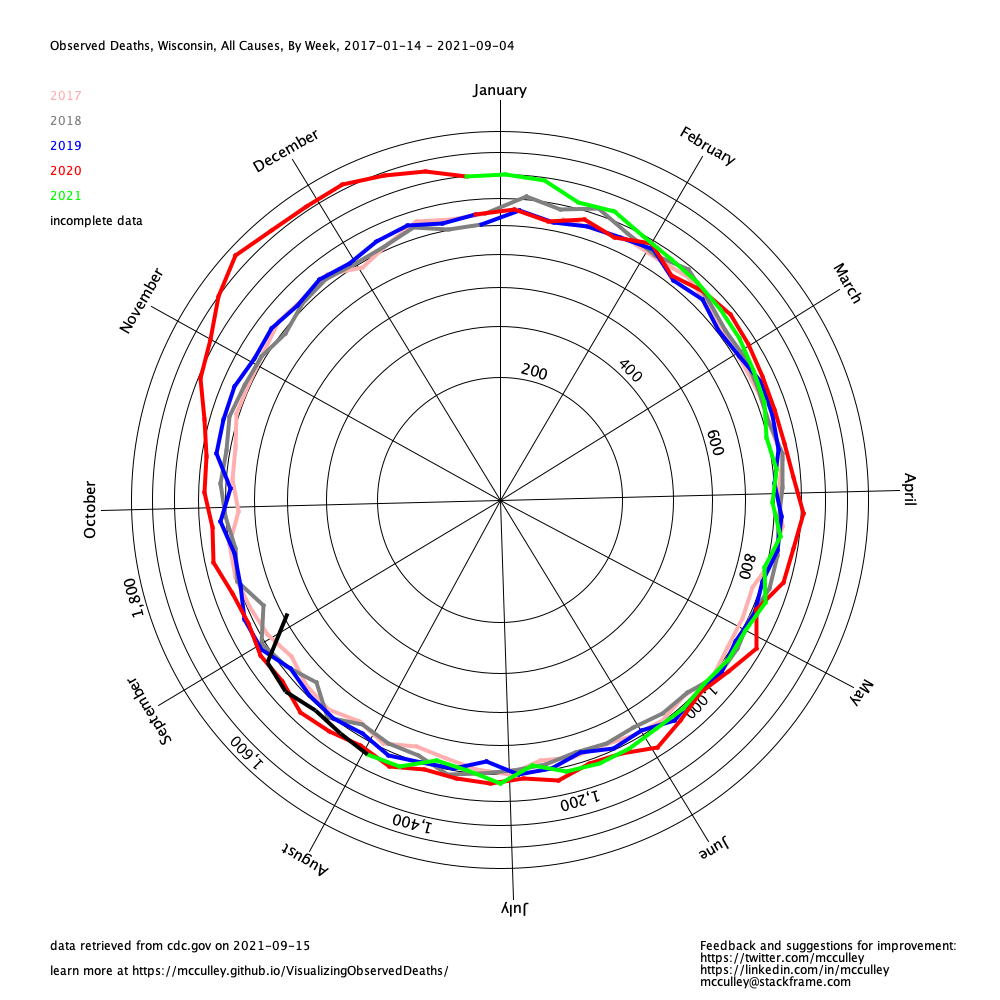 Observed Deaths, Wisconsin, All Causes, By Week, 2017-01-14 - 2021-09-04
2017
2018
2019
2020
2021
incomplete data
January
February
March
April
May
June
July
August
September
October
November
December
200
400
600
800
1,000
1,200
1,400
1,600
1,800
data retrieved from cdc.gov on 2021-09-15
learn more at https://mcculley.github.io/VisualizingObservedDeaths/
Feedback and suggestions for improvement:
https://twitter.com/mcculley
https://linkedin.com/in/mcculley
mcculley@stackframe.com